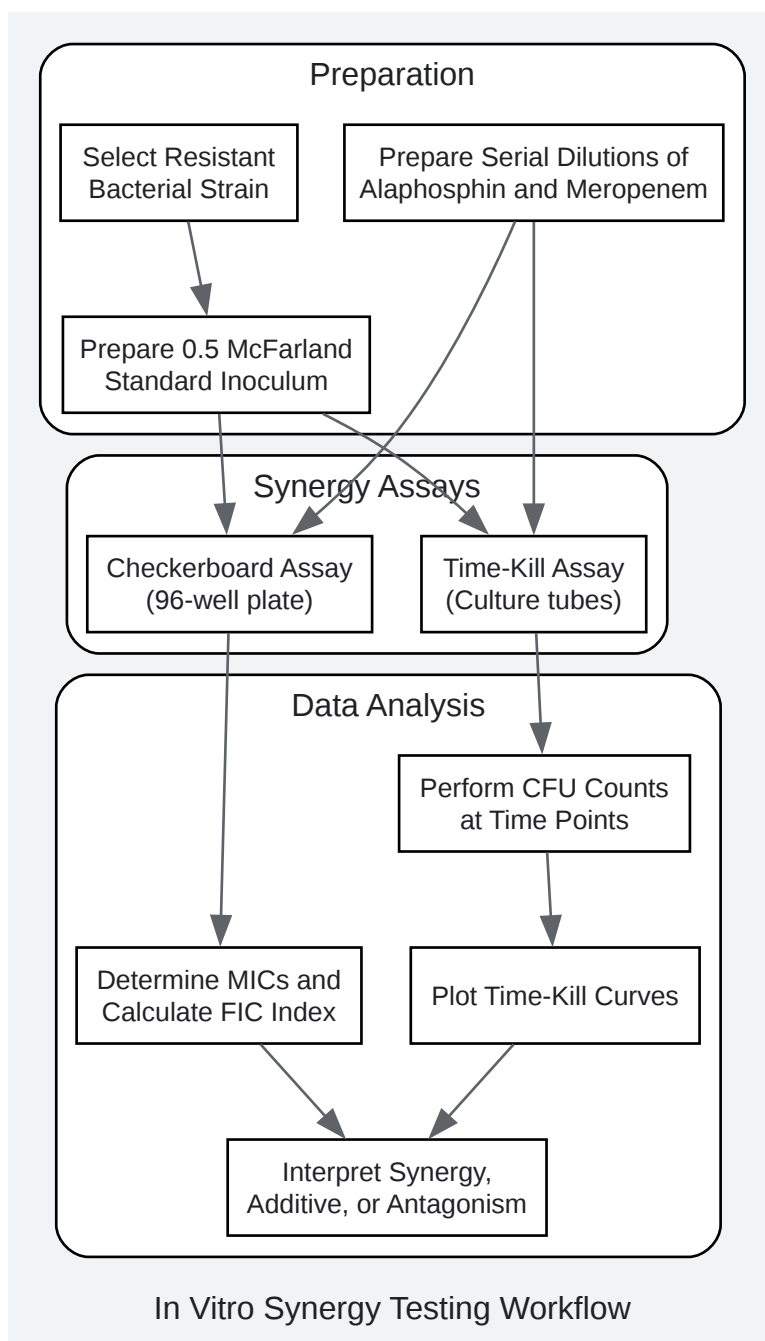 Preparation
Select Resistant
Bacterial Strain
Prepare Serial Dilutions of
Alaphosphin and Meropenem
Prepare 0.5 McFarland
Standard Inoculum
Synergy Assays
Checkerboard Assay
(96-well plate)
Time-Kill Assay
(Culture tubes)
Data Analysis
Perform CFU Counts
at Time Points
Determine MICs and
Calculate FIC Index
Plot Time-Kill Curves
Interpret Synergy,
Additive, or Antagonism
In Vitro Synergy Testing Workflow